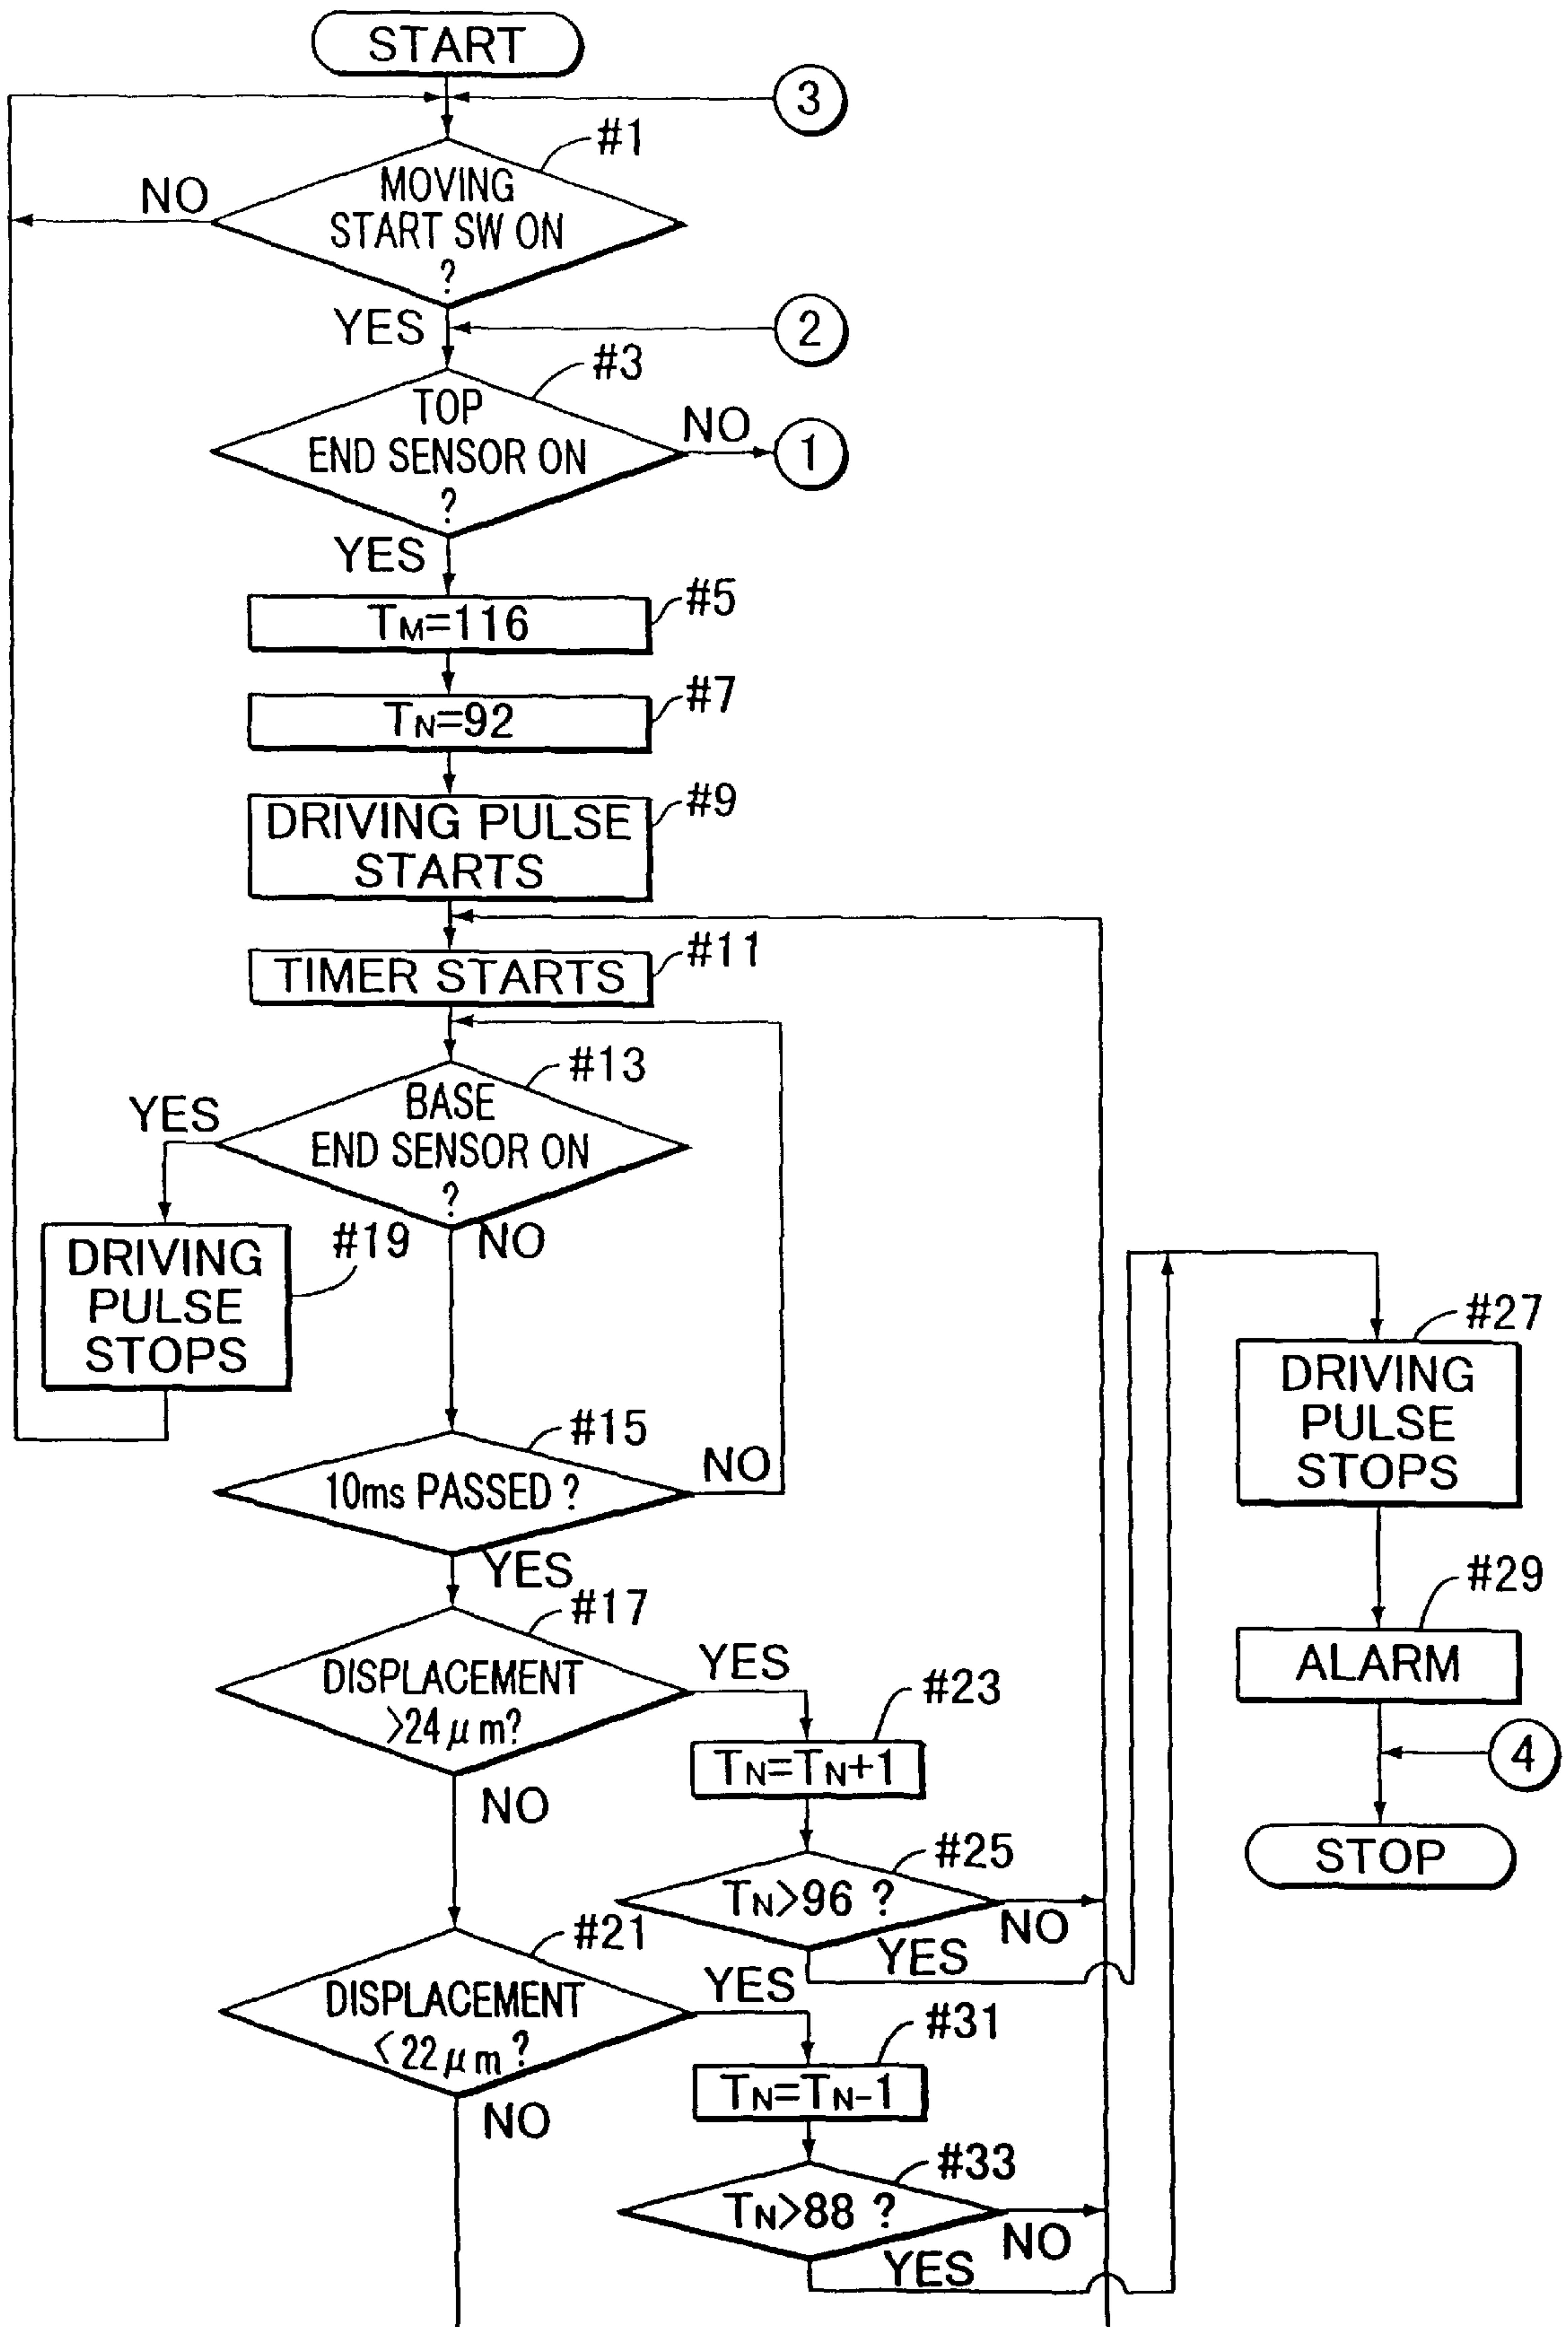 START
3
#1
MOVING
START SW ON
?
NO
YES
2
#3
TOP
END SENSOR ON
?
NO
1
YES
#5
TM=116
#7
TN=92
#9
DRIVING PULSE
STARTS
#11
TIMER STARTS
#13
BASE
END SENSOR ON
?
YES
NO
#19
DRIVING
PULSE
STOPS
#15
10ms PASSED ?
NO
YES
#17
DISPLACEMENT
>24μm?
YES
NO
#23
TN=TN+1
#25
TN>96 ?
NO
YES
#27
DRIVING
PULSE
STOPS
#29
ALARM
4
STOP
#21
DISPLACEMENT
<22μm?
YES
NO
#31
TN=TN-1
#33
TN>88 ?
NO
YES